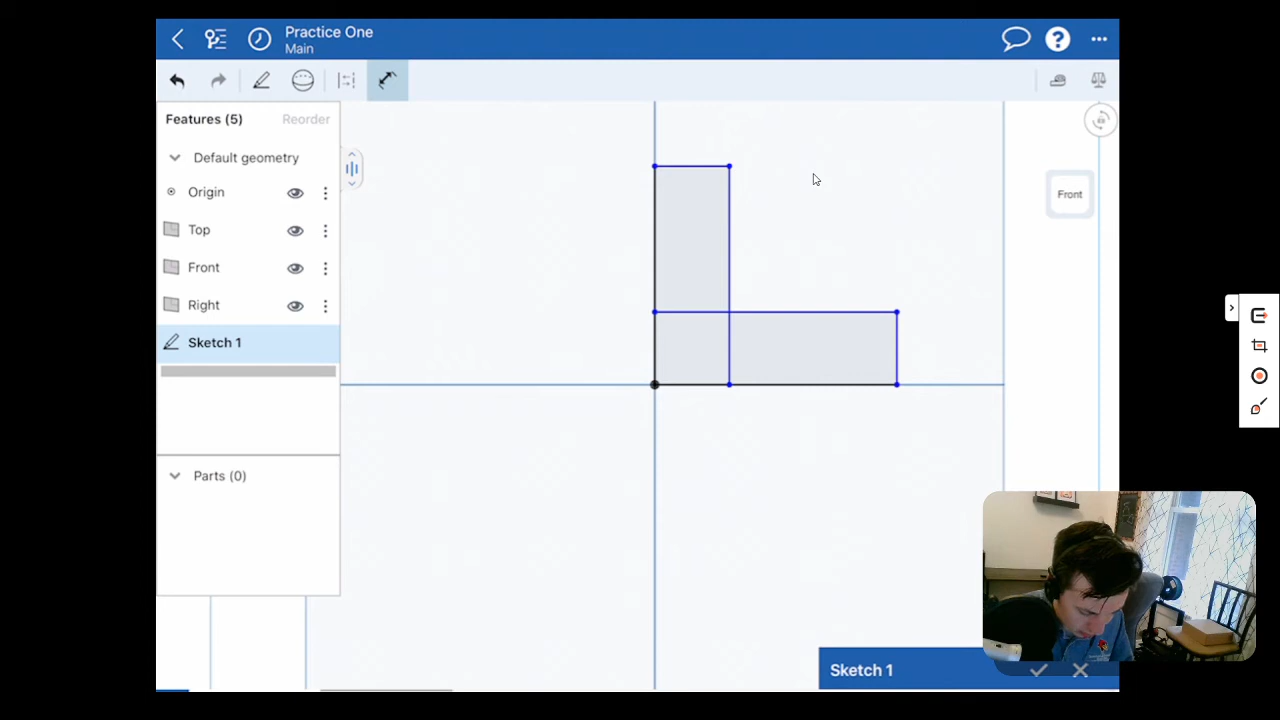 Practice One
Main
?
Features (5)
Reorder
Default geometry
Origin
Top
Front
Right
Sketch 1
Parts (0)
Front
Sketch 1